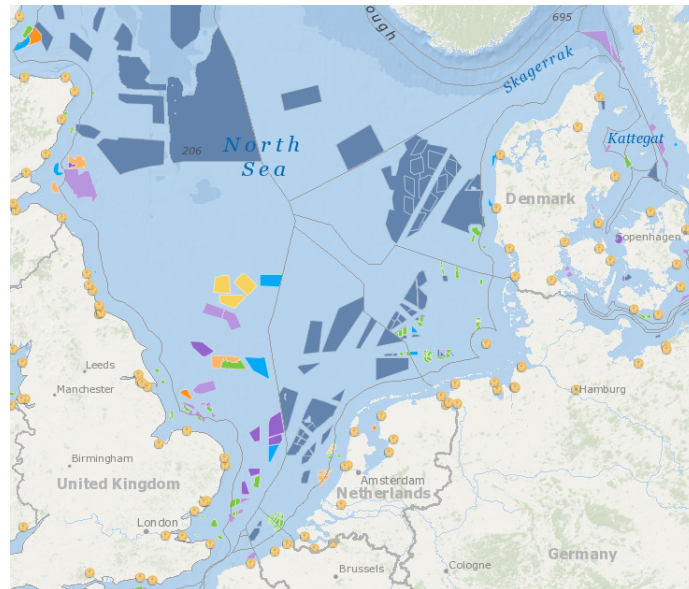 ough
695
Skagerrak
206
North
Sea
Kattegat
Denmark
Copenhagen
Leeds
Manchester
Hamburg
Birmingham
United Kingdom
Amsterdam
Netherlands
London
Germany
Brussels
Cologne